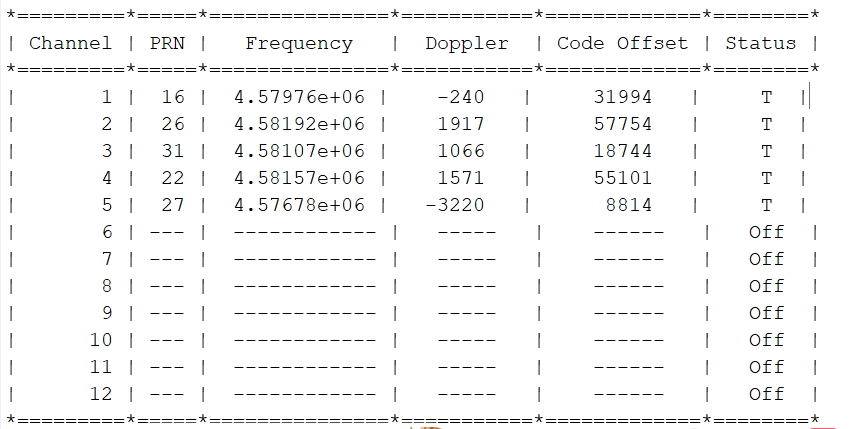 *=========*=====*===============*===========*=============*========*
| Channel | PRN |   Frequency   |  Doppler  | Code Offset | Status |
*=========*=====*===============*===========*=============*========*
|       1 |  16 |  4.57976e+06 |    -240   |     31994   |     T  |
|       2 |  26 |  4.58192e+06 |    1917   |     57754   |     T  |
|       3 |  31 |  4.58107e+06 |    1066   |     18744   |     T  |
|       4 |  22 |  4.58157e+06 |    1571   |     55101   |     T  |
|       5 |  27 |  4.57678e+06 |   -3220   |      8814   |     T  |
|       6 | --- |  ------------ |   -----   |    ------   |   Off  |
|       7 | --- |  ------------ |   -----   |    ------   |   Off  |
|       8 | --- |  ------------ |   -----   |    ------   |   Off  |
|       9 | --- |  ------------ |   -----   |    ------   |   Off  |
|      10 | --- |  ------------ |   -----   |    ------   |   Off  |
|      11 | --- |  ------------ |   -----   |    ------   |   Off  |
|      12 | --- |  ------------ |   -----   |    ------   |   Off  |
*=========*=====*===============*===========*=============*========*